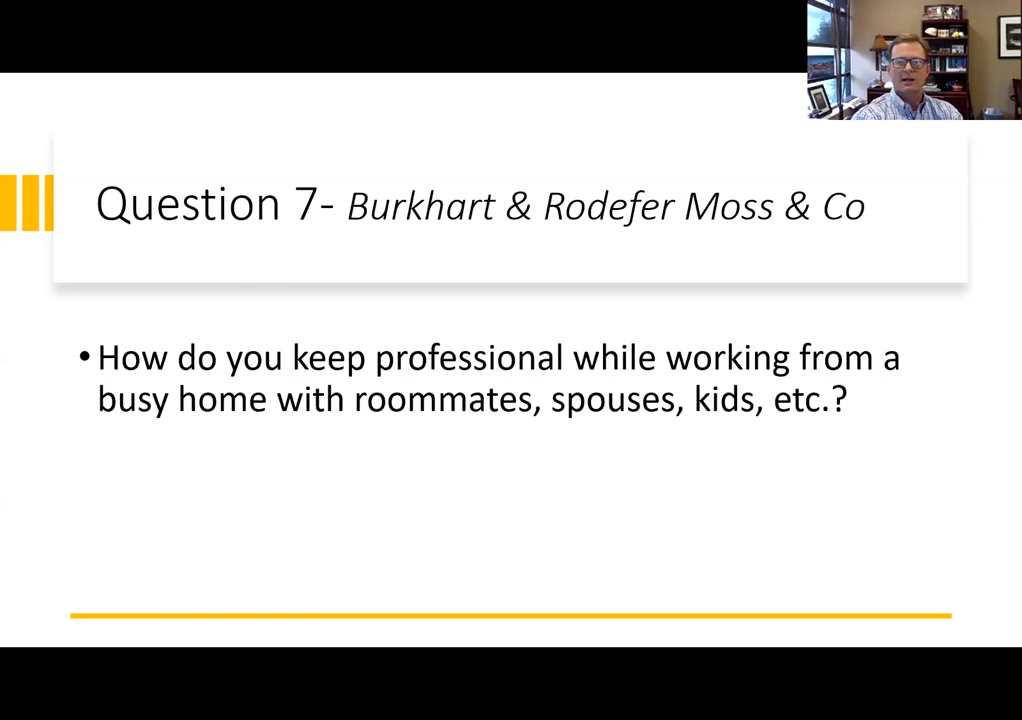 Question 7- Burkhart & Rodefer Moss & Co
• How do you keep professional while working from a
busy home with roommates, spouses, kids, etc.?